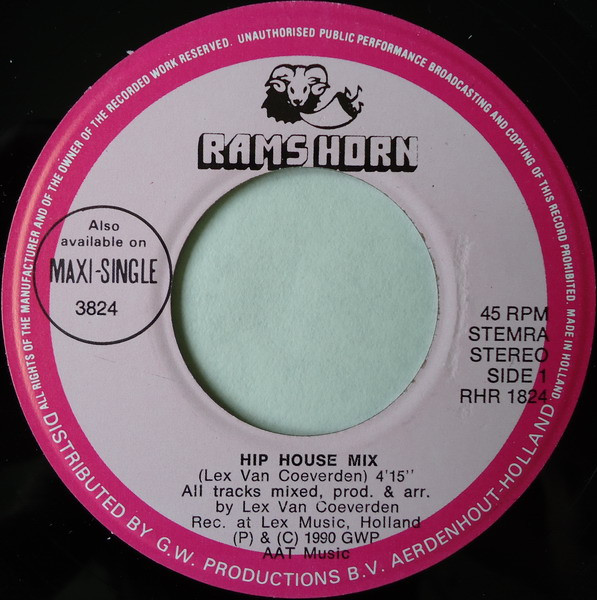 ALL RIGHTS OF THE MANUFACTURER AND OF THE OWNER OF THE RECORDED WORK RESERVED. UNAUTHORISED PUBLIC PERFORMANCE BROADCASTING AND COPYING OF THIS RECORD PROHIBITED. MADE IN HOLLAND
RAMSHORN
Also
available on
MAXI-SINGLE
3824
45 RPM
STEMRA
STEREO
SIDE 1
RHR 1824
HIP HOUSE MIX
(Lex Van Coeverden) 4'15''
All tracks mixed, prod. & arr.
by Lex Van Coeverden
Rec. at Lex Music, Holland
(P) & (C) 1990 GWP
AAT Music
DISTRIBUTED BY G.W. PRODUCTIONS B.V. AERDENHOUT-HOLLAND